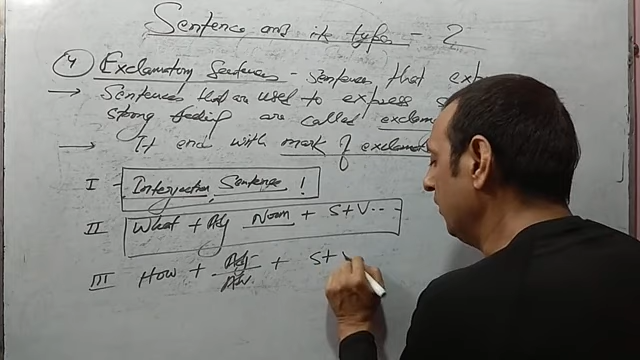 Sentence and its types - 2
④ Exclamatory Sentences - Sentences that exp
→ Sentences that are used to express s
strong feeling are called exclam
→ It end with mark of exclamat
I - Interjection, Sentence !
II What + Adj Noun + S+V...
III How + Adj/Adv. + S+V